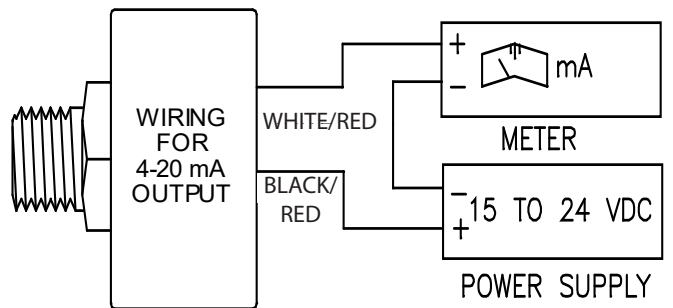 WIRING
FOR
4-20 mA
OUTPUT
WHITE/RED
BLACK/
RED
+
-
mA
METER
-
+
15 TO 24 VDC
POWER SUPPLY